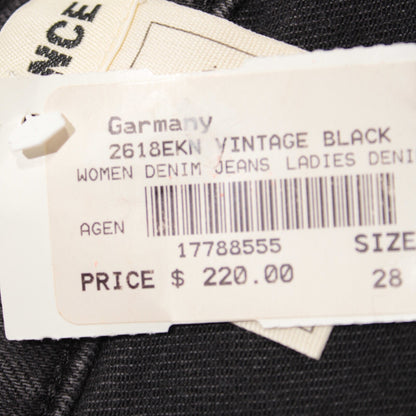 NCE
Garmany
2618EKN VINTAGE BLACK
WOMEN DENIM JEANS LADIES DENI
AGEN
17788555
SIZE
PRICE $ 220.00
28